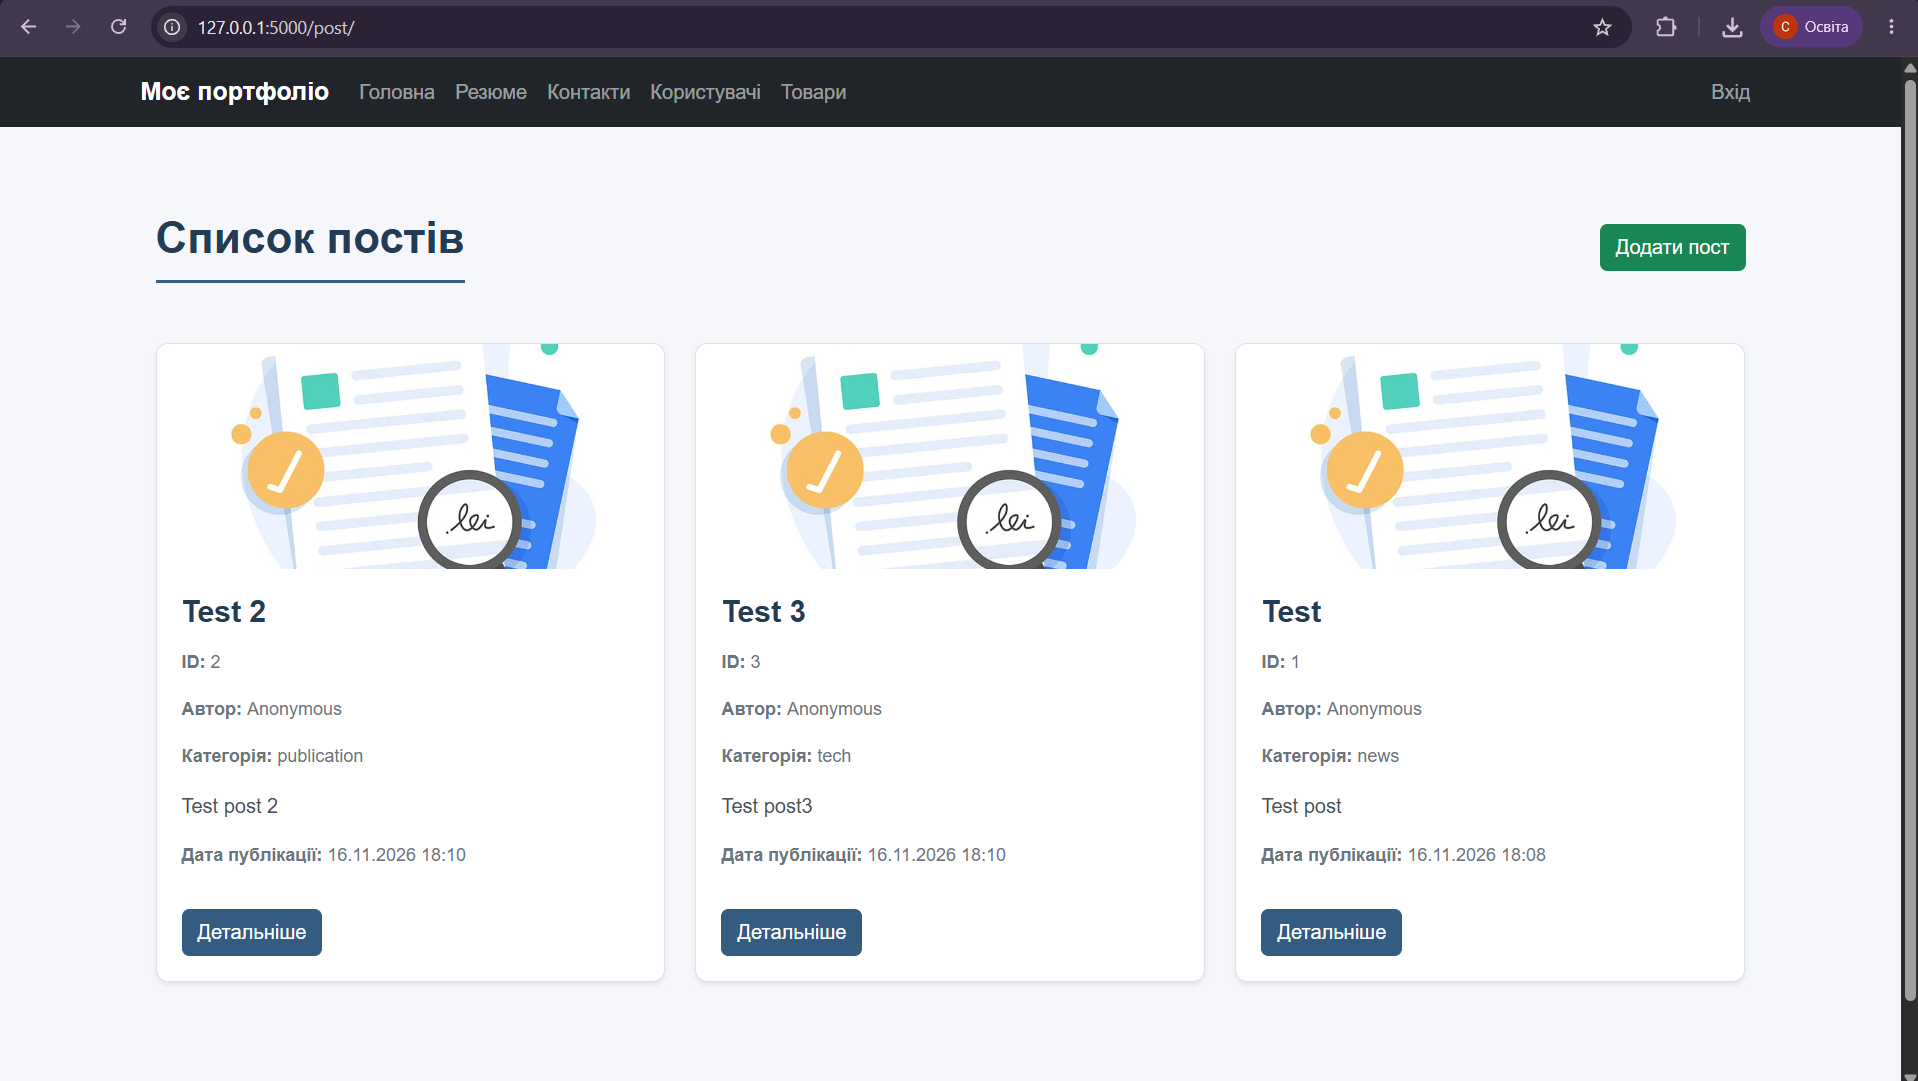 127.0.0.1:5000/post/
C Освіта
Моє портфоліо Головна Резюме Контакти Користувачі Товари Вхід
Список постів
Додати пост
.lei
Test 2
ID: 2
Автор: Anonymous
Категорія: publication
Test post 2
Дата публікації: 16.11.2026 18:10
Детальніше
.lei
Test 3
ID: 3
Автор: Anonymous
Категорія: tech
Test post3
Дата публікації: 16.11.2026 18:10
Детальніше
.lei
Test
ID: 1
Автор: Anonymous
Категорія: news
Test post
Дата публікації: 16.11.2026 18:08
Детальніше